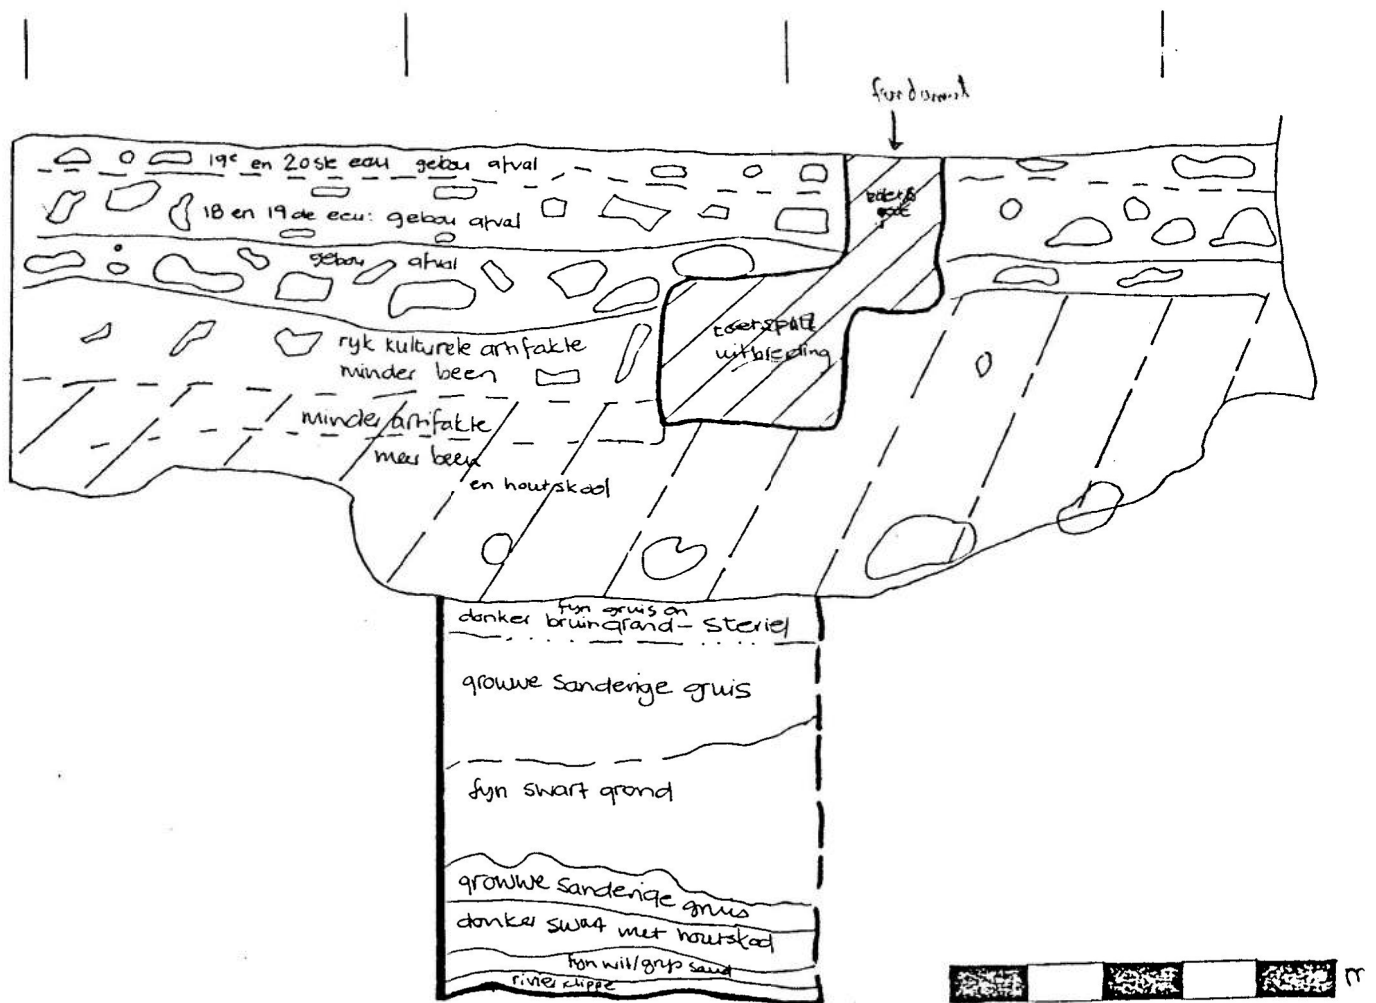 fondament
19e en 20ste eeu gebou afval
18 en 19de eeu: gebou afval
gebou afval
uitbreiding
ryk kulturele artifakte
minder been
minder artifakte
meer been
en houtskool
fyn gruis en
donker bruingrond - Steriel
growwe Sanderige gruis
fyn swart grond
growwe sanderige gruis
donker swart met houtskool
fyn wit/grys sand
rivier klippe
m